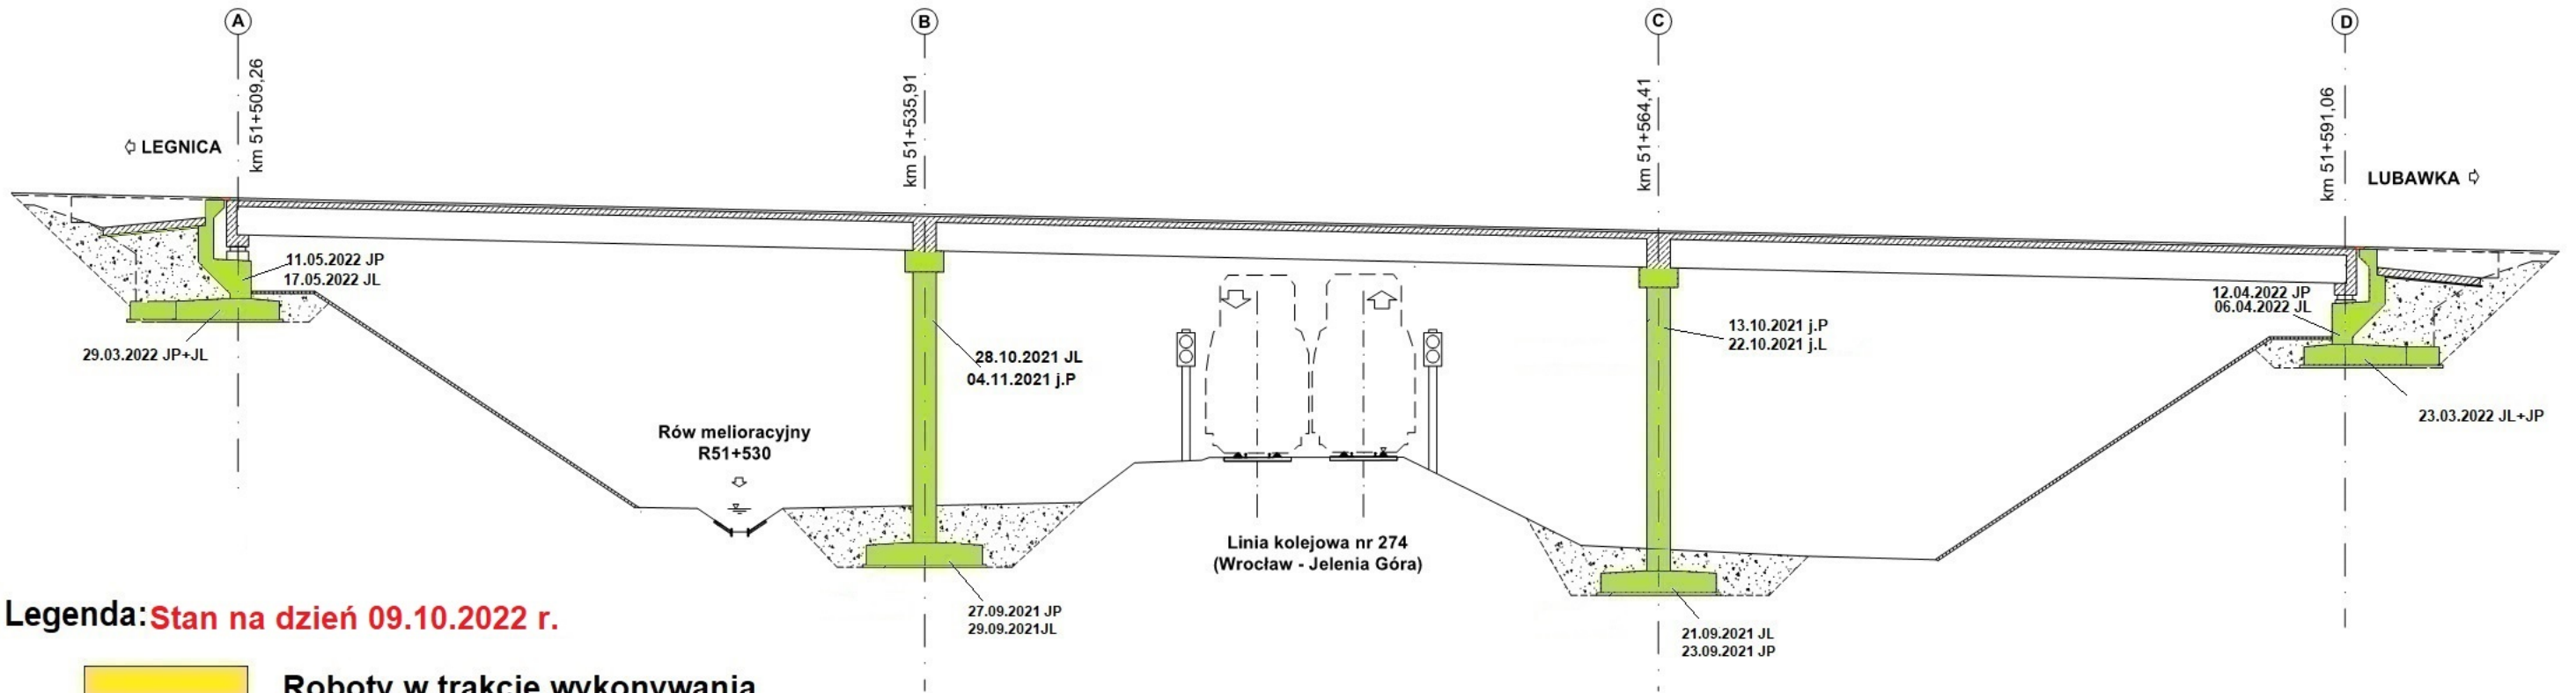 A
B
C
D
km 51+509,26
km 51+535,91
km 51+564,41
km 51+591,06
LEGNICA
LUBAWKA
11.05.2022 JP
17.05.2022 JL
29.03.2022 JP+JL
28.10.2021 JL
04.11.2021 j.P
13.10.2021 j.P
22.10.2021 j.L
12.04.2022 JP
06.04.2022 JL
23.03.2022 JL+JP
Rów melioracyjny
R51+530
Linia kolejowa nr 274
(Wrocław - Jelenia Góra)
27.09.2021 JP
29.09.2021JL
21.09.2021 JL
23.09.2021 JP
Legenda: Stan na dzień 09.10.2022 r.
Roboty w trakcie wykonywania